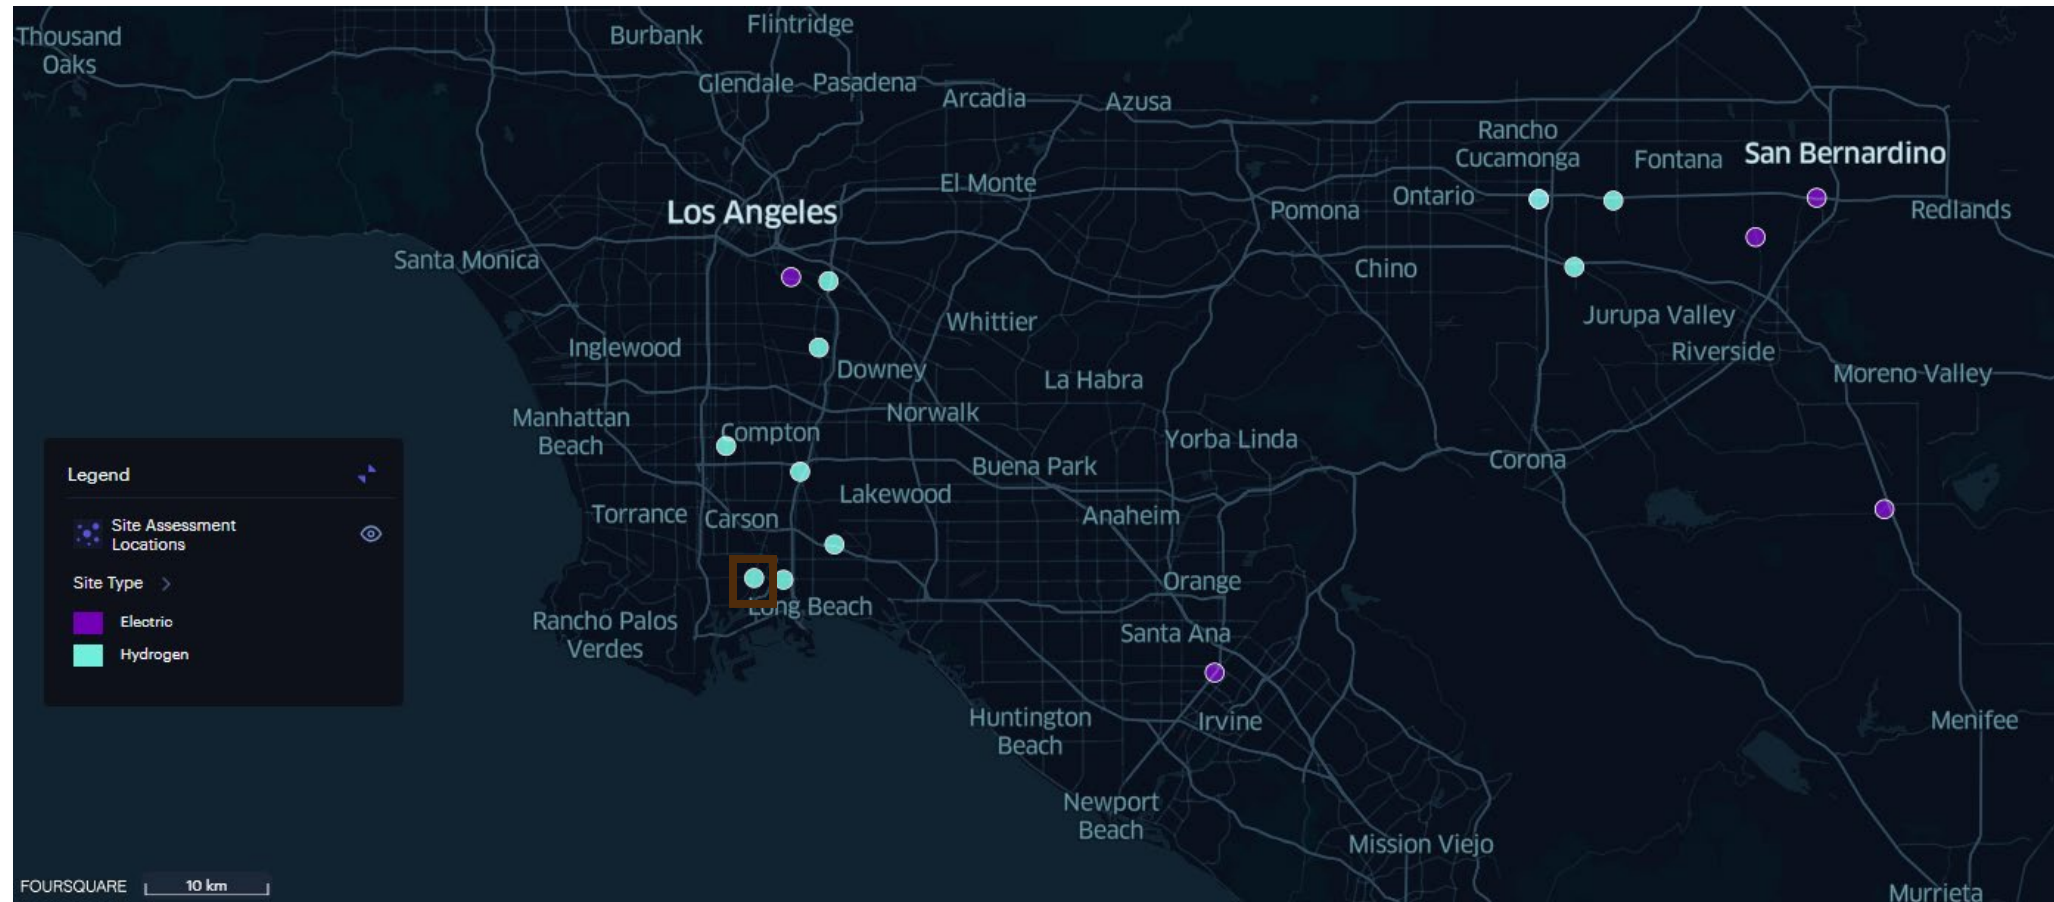 Thousand
Oaks
Burbank
Flintridge
Glendale
Pasadena
Arcadia
Azusa
Rancho
Cucamonga
Fontana
San Bernardino
El Monte
Ontario
Pomona
Redlands
Los Angeles
Santa Monica
Chino
Whittier
Jurupa Valley
Inglewood
Riverside
Downey
La Habra
Moreno Valley
Manhattan
Beach
Norwalk
Compton
Yorba Linda
Buena Park
Corona
Lakewood
Torrance
Carson
Anaheim
Orange
Long Beach
Rancho Palos
Verdes
Santa Ana
Huntington
Beach
Irvine
Menifee
Newport
Beach
Mission Viejo
Murrieta
Legend
Site Assessment
Locations
Site Type
Electric
Hydrogen
FOURSQUARE
10 km